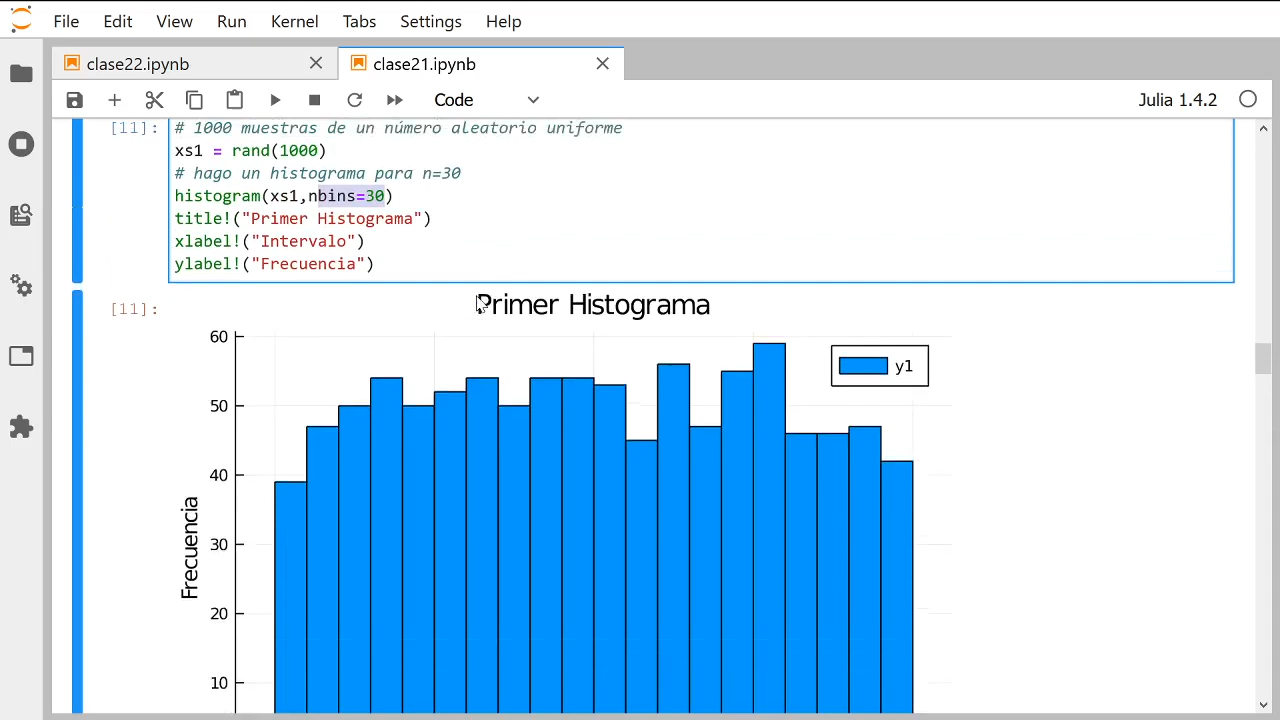 File Edit View Run Kernel Tabs Settings Help
clase22.ipynb clase21.ipynb
Code Julia 1.4.2
[11]: # 1000 muestras de un número aleatorio uniforme
xs1 = rand(1000)
# hago un histograma para n=30
histogram(xs1,nbins=30)
title!("Primer Histograma")
xlabel!("Intervalo")
ylabel!("Frecuencia")
[11]: Primer Histograma
60
y1
50
40
Frecuencia
30
20
10